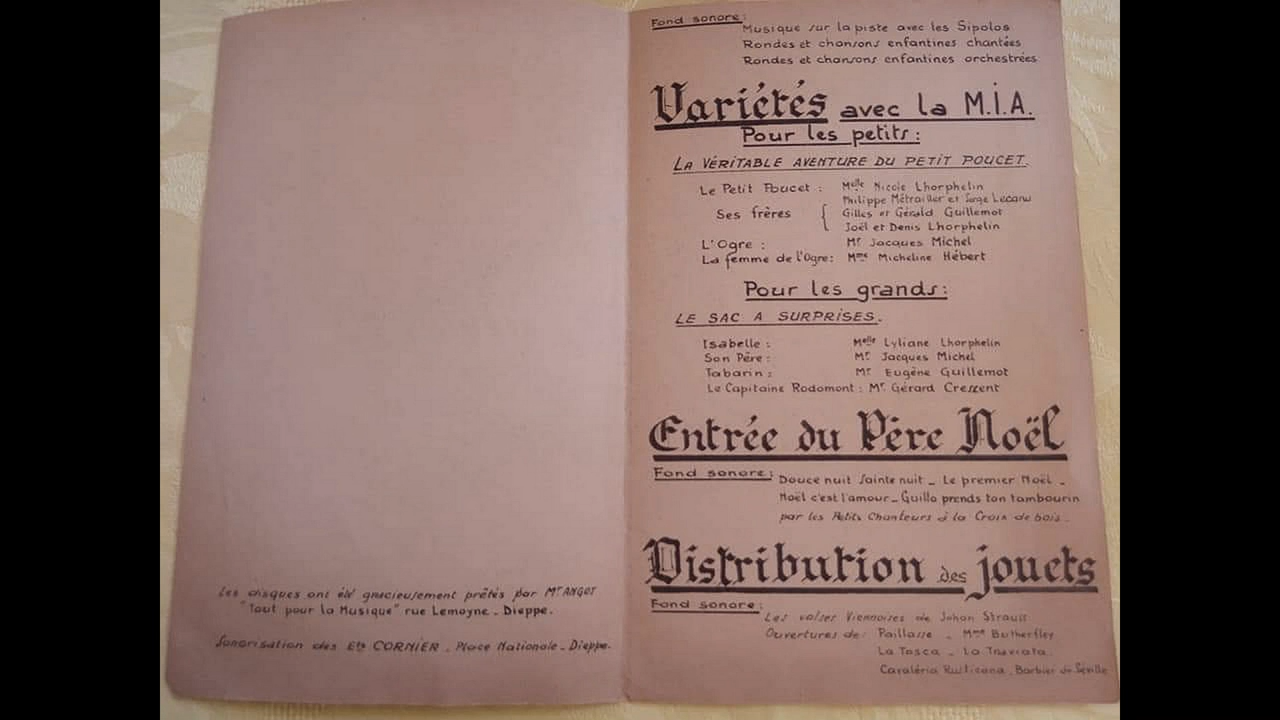 Les disques ont été gracieusement prêtés par Mr ANGOT
"Tout pour la Musique" rue Lemoyne - Dieppe.
Sonorisation des Ets CORNIER - Place Nationale - Dieppe.
Fond sonore:
Musique sur la piste avec les Sipolos
Rondes et chansons enfantines chantées
Rondes et chansons enfantines orchestrées
Variétés avec la M.I.A.
Pour les petits:
LA VÉRITABLE AVENTURE DU PETIT POUCET.
Le Petit Poucet : Melle Nicole Lhorphelin
Philippe Métrailler et Serge Lecanu
Ses frères { Gilles et Gérald Guillemot
Joël et Denis Lhorphelin
L'Ogre : Mr Jacques Michel
La femme de l'Ogre: Mme Micheline Hébert
Pour les grands:
LE SAC A SURPRISES.
Isabelle : Melle Lyliane Lhorphelin
Son Père : Mr Jacques Michel
Tabarin : Mr Eugène Guillemot
Le Capitaine Rodomont : Mr Gérard Cressent
Entrée du Père Noël
Fond sonore: Douce nuit Sainte nuit - Le premier Noël -
Noël c'est l'amour - Guillo prends ton tambourin
par les Petits Chanteurs à la Croix de bois.
Distribution des jouets
Fond sonore:
Les valses Viennoises de Johan Strauss
Ouvertures de: Paillasse - Mme Butherfley
La Tosca - La Traviata.
Cavaléria Rusticana. Barbier de Séville